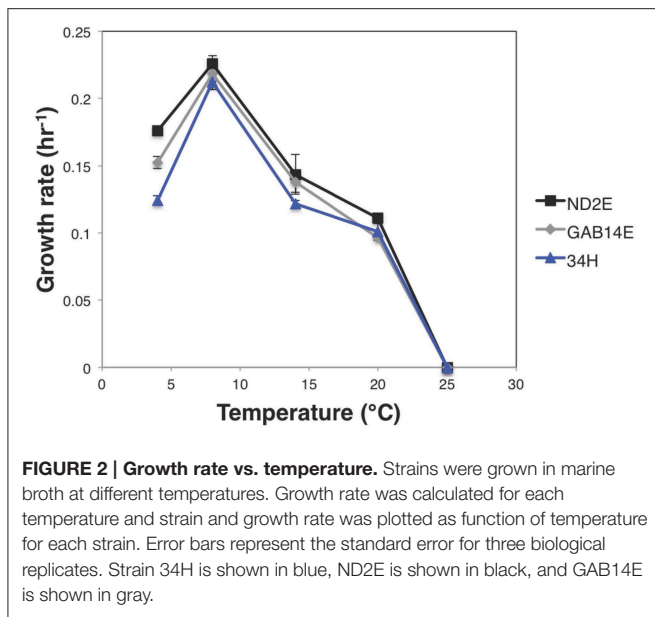 0.25
0.2
0.15
0.1
0.05
0
Growth rate (hr-1)
0 5 10 15 20 25 30
Temperature (°C)
ND2E
GAB14E
34H
FIGURE 2 | Growth rate vs. temperature. Strains were grown in marine
broth at different temperatures. Growth rate was calculated for each
temperature and strain and growth rate was plotted as function of temperature
for each strain. Error bars represent the standard error for three biological
replicates. Strain 34H is shown in blue, ND2E is shown in black, and GAB14E
is shown in gray.